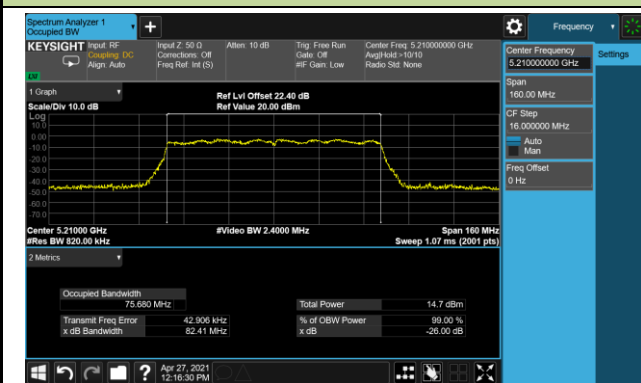 Spectrum Analyzer 1
Occupied BW
Frequency
KEYSIGHT
Input: RF
Coupling: DC
Align: Auto
Input Z: 50 Ω
Corrections: Off
Freq Ref: Int (S)
Atten: 10 dB
Trig: Free Run
Gate: Off
#IF Gain: Low
Center Freq: 5.210000000 GHz
Avg|Hold:>10/10
Radio Std: None
Center Frequency
5.210000000 GHz
Settings
Span
160.00 MHz
CF Step
16.000000 MHz
Auto
Man
Freq Offset
0 Hz
1 Graph
Scale/Div 10.0 dB
Ref Lvl Offset 22.40 dB
Ref Value 20.00 dBm
Log
10.0
0.00
-10.0
-20.0
-30.0
-40.0
-50.0
-60.0
-70.0
Center 5.21000 GHz
#Res BW 820.00 kHz
#Video BW 2.4000 MHz
Span 160 MHz
Sweep 1.07 ms (2001 pts)
2 Metrics
Occupied Bandwidth
75.680 MHz
Total Power 14.7 dBm
Transmit Freq Error 42.906 kHz
% of OBW Power 99.00 %
x dB Bandwidth 82.41 MHz
x dB -26.00 dB
?
Apr 27, 2021
12:16:30 PM